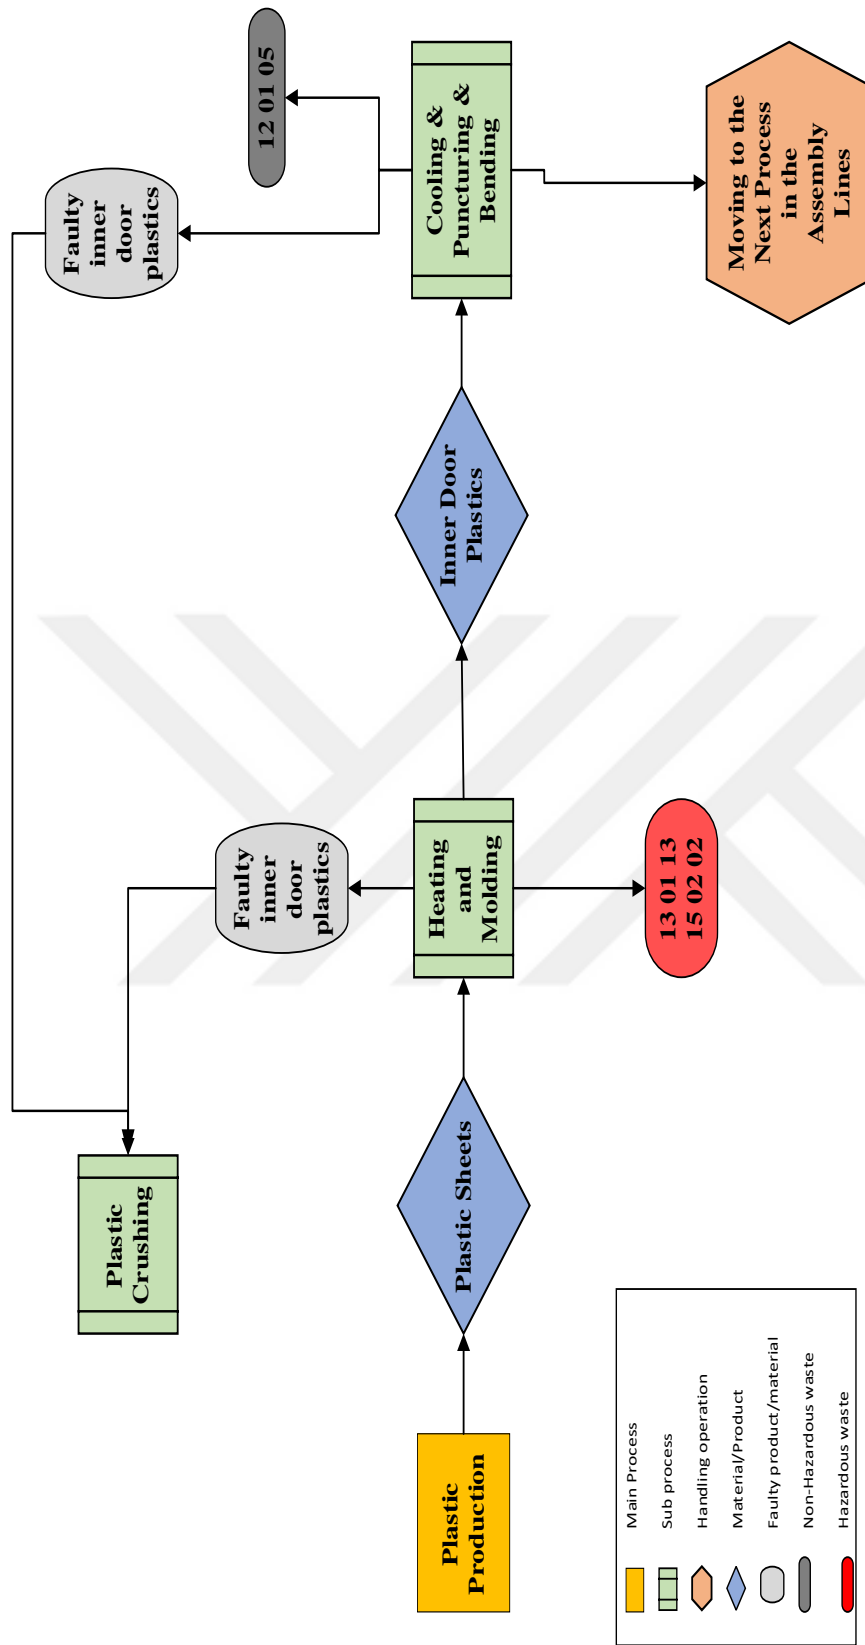 Plastic
Crushing
Faulty
inner
door
plastics
Faulty
inner
door
plastics
12 01 05
Plastic
Production
Plastic Sheets
Heating
and
Molding
Inner Door
Plastics
Cooling &
Puncturing &
Bending
13 01 13
15 02 02
Moving to the
Next Process
in the
Assembly
Lines
Main Process
Sub process
Handling operation
Material/Product
Faulty product/material
Non-Hazardous waste
Hazardous waste